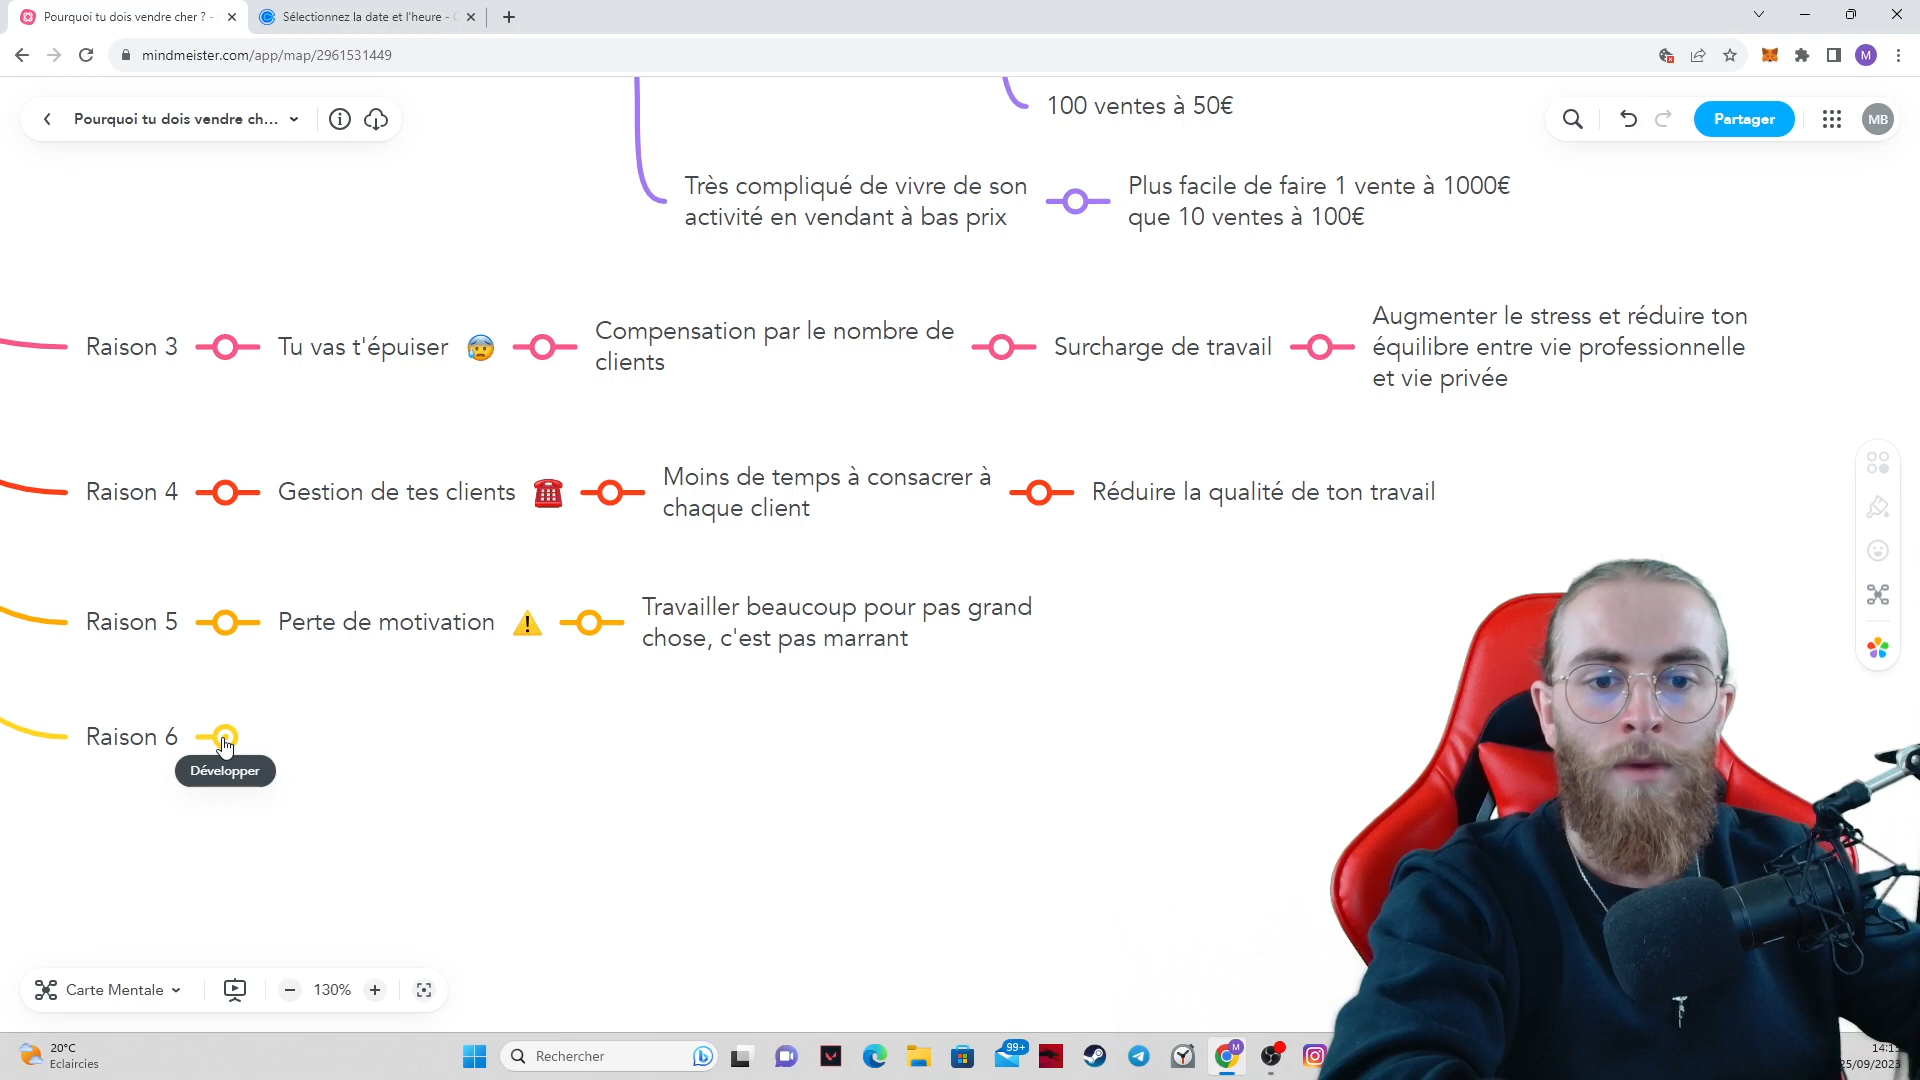 Pourquoi tu dois vendre cher ? -
Sélectionnez la date et l'heure -
mindmeister.com/app/map/2961531449
M
Pourquoi tu dois vendre ch...
Partager
MB
100 ventes à 50€
Très compliqué de vivre de son
activité en vendant à bas prix
Plus facile de faire 1 vente à 1000€
que 10 ventes à 100€
Raison 3
Tu vas t'épuiser
Compensation par le nombre de
clients
Surcharge de travail
Augmenter le stress et réduire ton
équilibre entre vie professionnelle
et vie privée
Raison 4
Gestion de tes clients
Moins de temps à consacrer à
chaque client
Réduire la qualité de ton travail
Raison 5
Perte de motivation
Travailler beaucoup pour pas grand
chose, c'est pas marrant
Raison 6
Développer
Carte Mentale
130%
20°C
Eclaircies
Rechercher
99+
M
25/09/2023